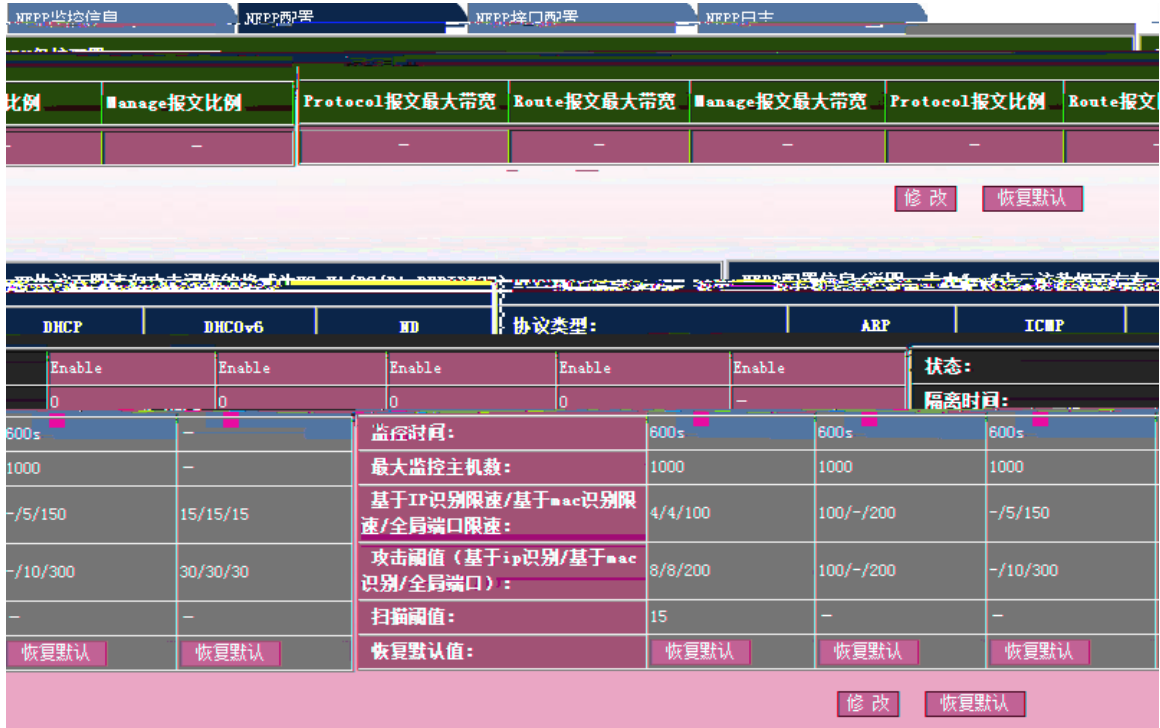 NFPP监控信息 NFPP配置 NFPP接口配置 NFPP日志
比例 Manage报文比例 Protocol报文最大带宽 Route报文最大带宽 Manage报文最大带宽 Protocol报文比例 Route报文
- - - - - - -
修 改 恢复默认
DHCP DHCOv6 ND 协议类型: ARP ICMP
Enable Enable Enable Enable Enable 状态:
0 0 0 0 - 隔离时间:
600s - 监控时间: 600s 600s 600s
1000 - 最大监控主机数: 1000 1000 1000
-/5/150 15/15/15 基于IP识别限速/基于mac识别限 4/4/100 100/-/200 -/5/150
速/全局端口限速:
-/10/300 30/30/30 攻击阈值（基于ip识别/基于mac 8/8/200 100/-/200 -/10/300
识别/全局端口）:
- - 扫描阈值: 15 - -
恢复默认 恢复默认 恢复默认值: 恢复默认 恢复默认 恢复默认
修 改 恢复默认